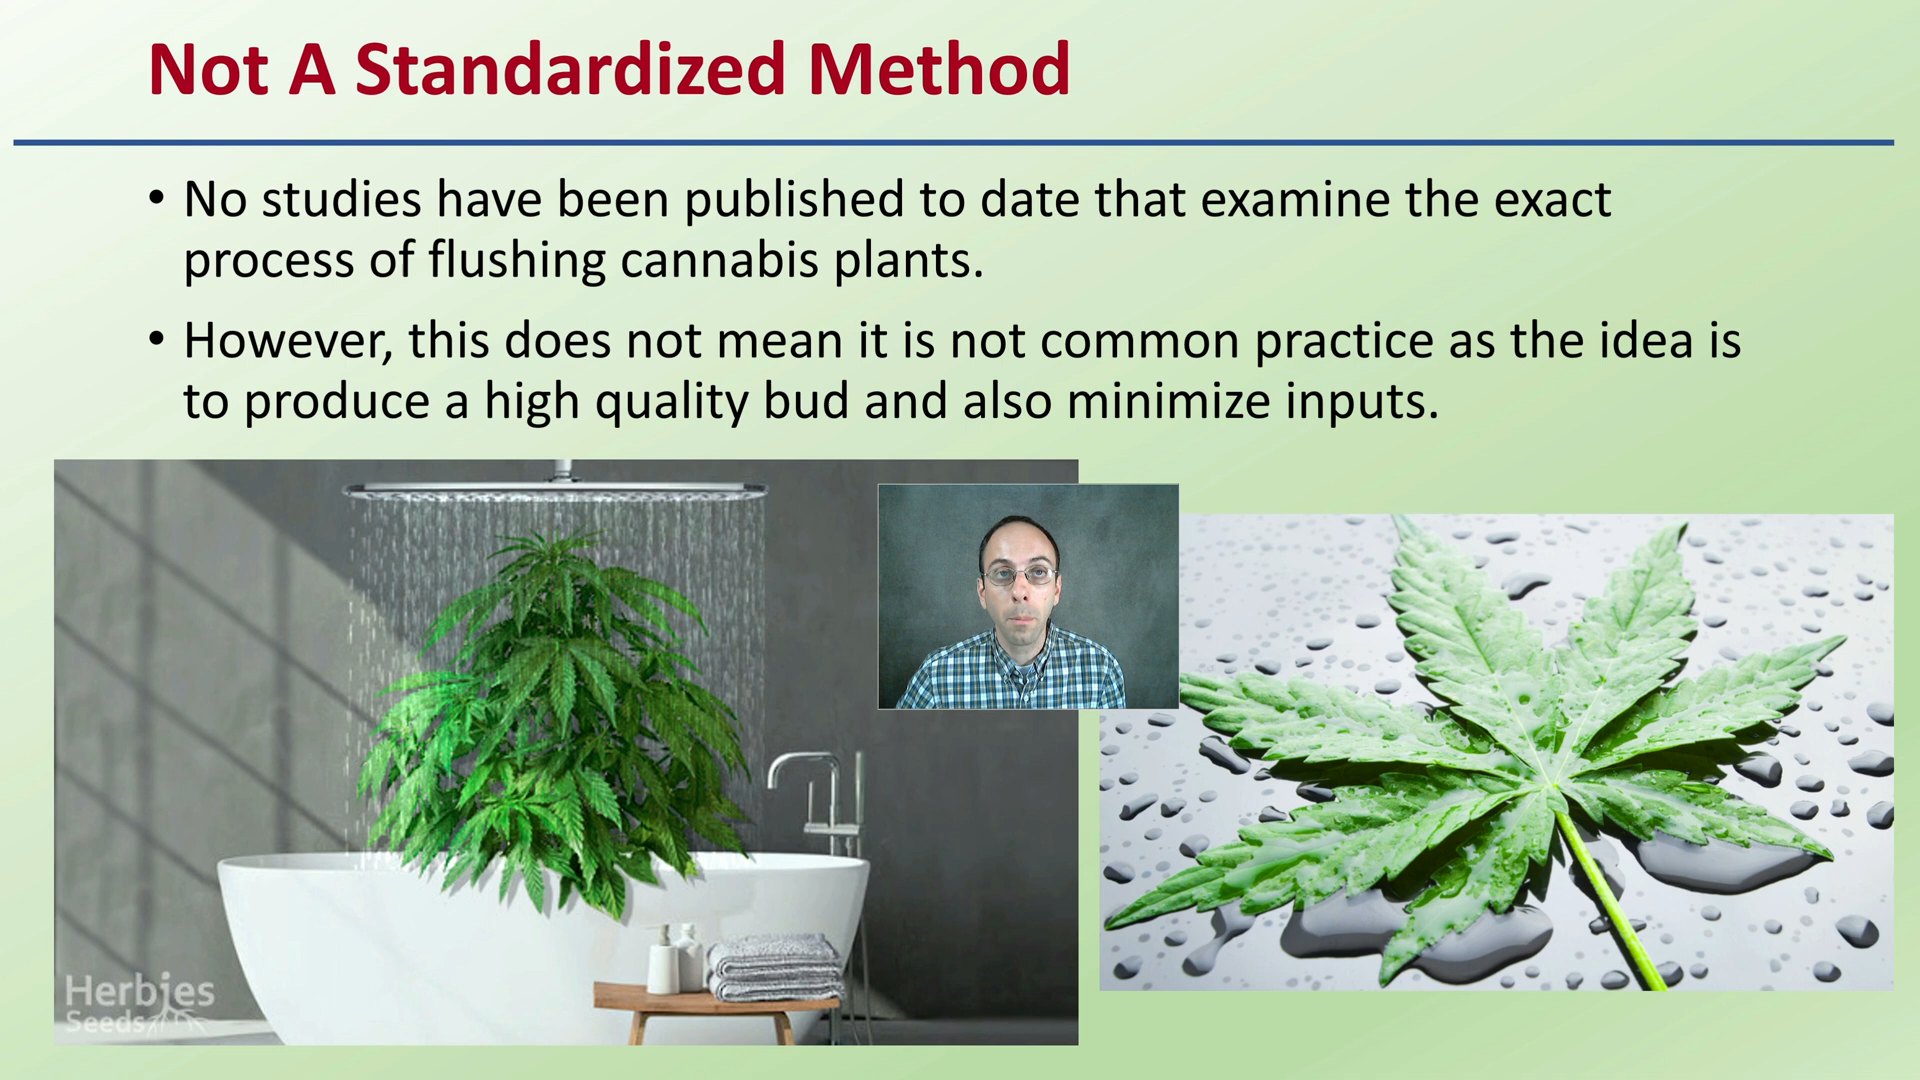 Not A Standardized Method
• No studies have been published to date that examine the exact
process of flushing cannabis plants.
• However, this does not mean it is not common practice as the idea is
to produce a high quality bud and also minimize inputs.
Herbies
Seeds